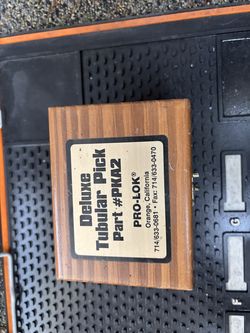 Deluxe
Tubular Pick
Part #PKA2
PRO-LOK®
Orange, California
714/633-0681 • Fax: 714/633-0470
G
F